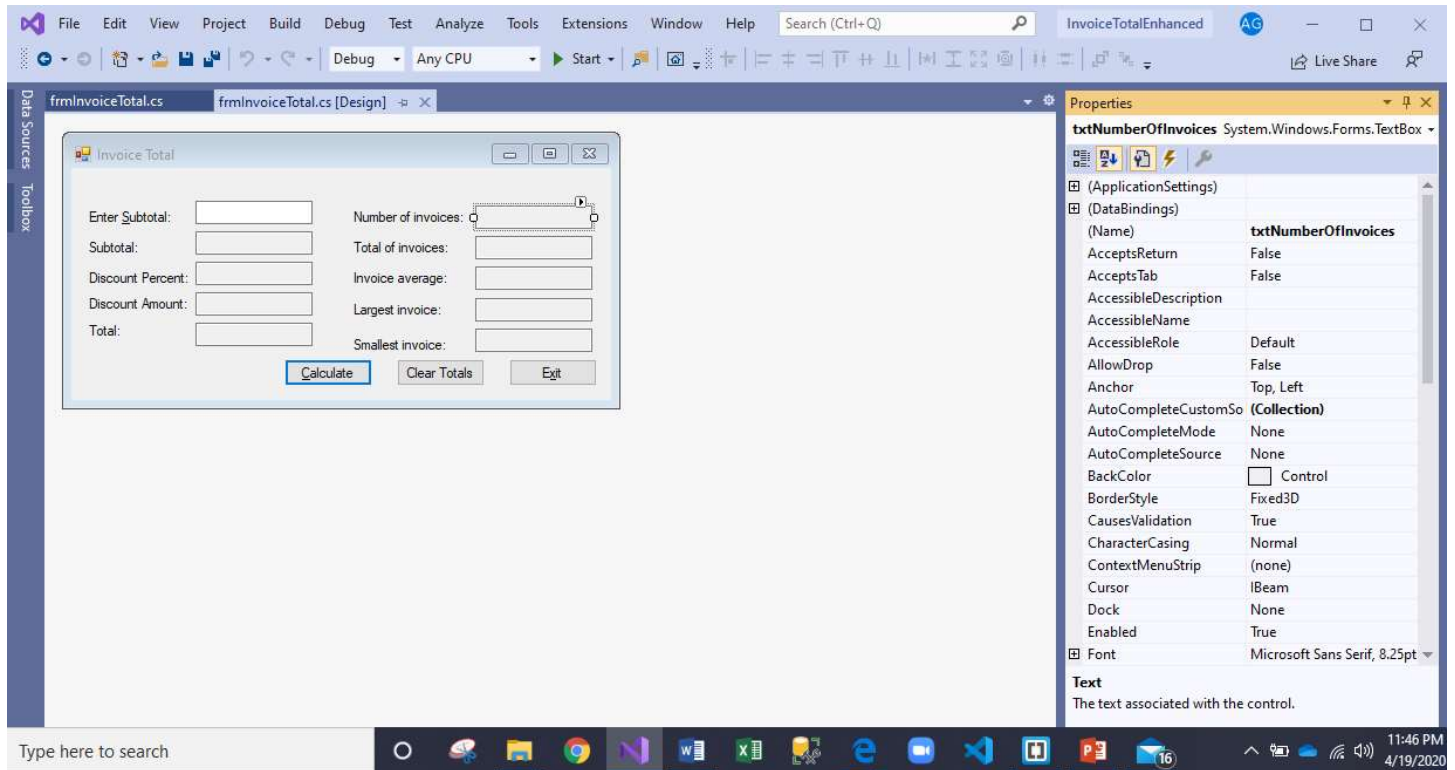 File Edit View Project Build Debug Test Analyze Tools Extensions Window Help Search (Ctrl+Q) InvoiceTotalEnhanced AG
Debug Any CPU Start Live Share
Data Sources
Toolbox
frmInvoiceTotal.cs frmInvoiceTotal.cs [Design]
Invoice Total
Enter Subtotal: Number of invoices:
Subtotal: Total of invoices:
Discount Percent: Invoice average:
Discount Amount: Largest invoice:
Total: Smallest invoice:
Calculate Clear Totals Exit
Properties
txtNumberOfInvoices System.Windows.Forms.TextBox
(ApplicationSettings)
(DataBindings)
(Name) txtNumberOfInvoices
AcceptsReturn False
AcceptsTab False
AccessibleDescription
AccessibleName
AccessibleRole Default
AllowDrop False
Anchor Top, Left
AutoCompleteCustomSo (Collection)
AutoCompleteMode None
AutoCompleteSource None
BackColor Control
BorderStyle Fixed3D
CausesValidation True
CharacterCasing Normal
ContextMenuStrip (none)
Cursor IBeam
Dock None
Enabled True
Font Microsoft Sans Serif, 8.25pt
Text
The text associated with the control.
Type here to search 16 11:46 PM
4/19/2020